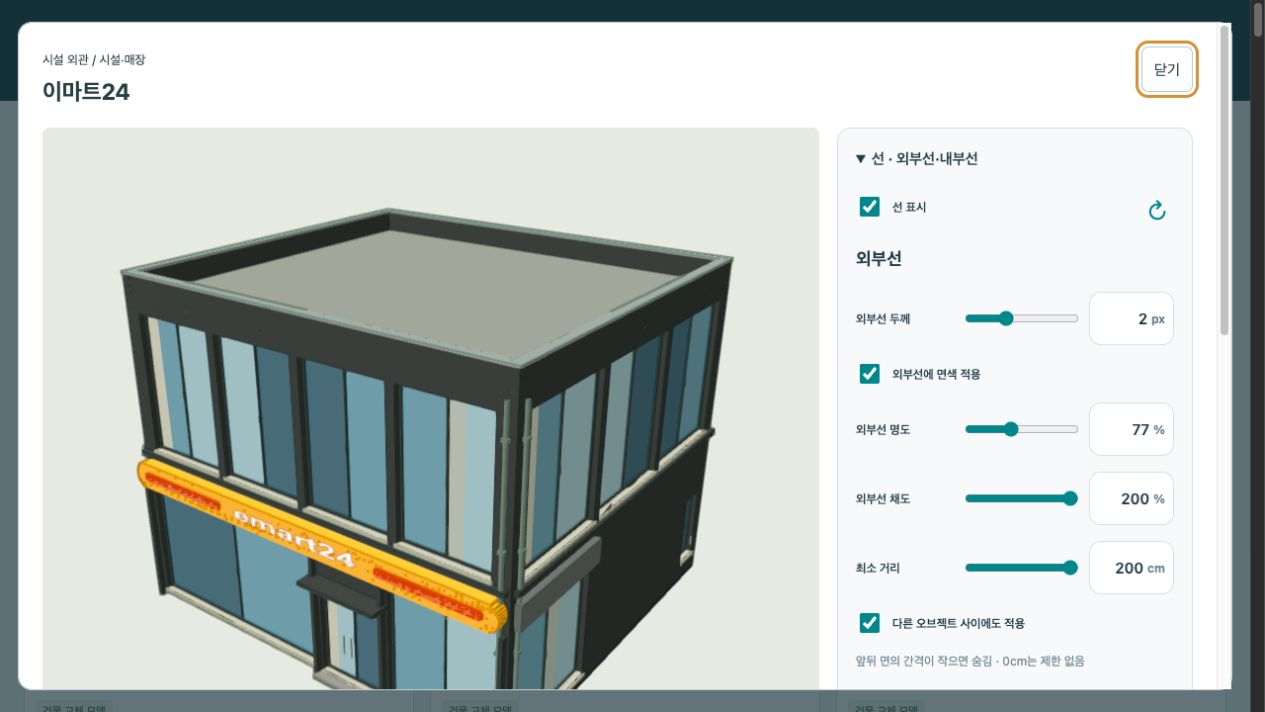 시설 외관 / 시설·매장
이마트24
닫기
▼ 선 · 외부선·내부선
선 표시
외부선
외부선 두께
2 px
외부선에 면색 적용
외부선 명도
77 %
외부선 채도
200 %
최소 거리
200 cm
다른 오브젝트 사이에도 적용
앞뒤 면의 간격이 작으면 숨김 · 0cm는 제한 없음
emart24